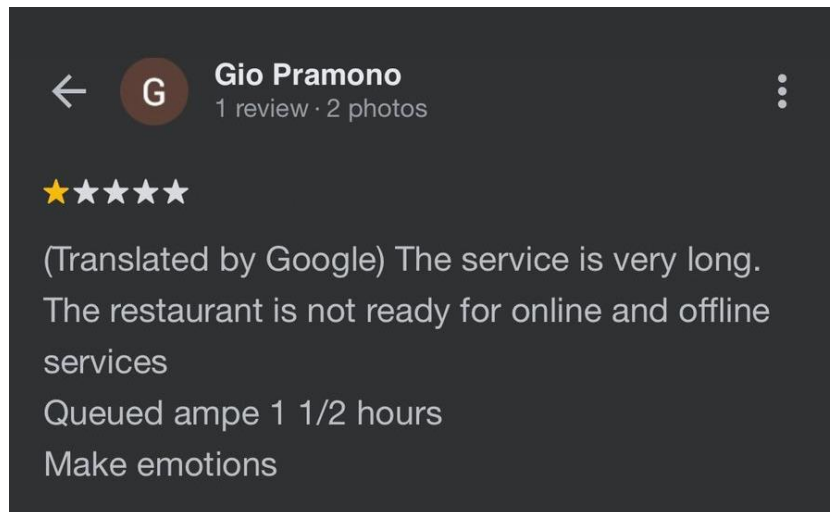 G
Gio Pramono
1 review · 2 photos
(Translated by Google) The service is very long.
The restaurant is not ready for online and offline
services
Queued ampe 1 1/2 hours
Make emotions